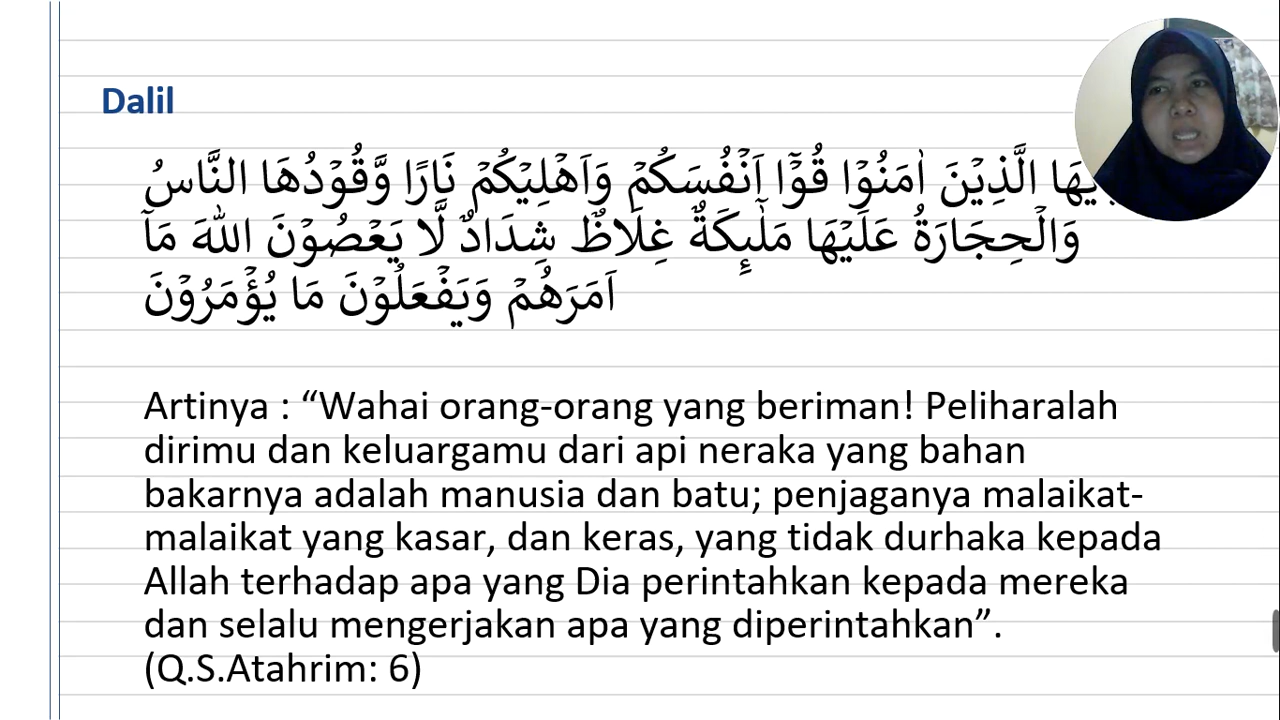 Dalil
الَّذِيْنَ اٰمَنُوْا قُوْٓا اَنْفُسَكُمْ وَاَهْلِيْكُمْ نَارًا وَّقُوْدُهَا النَّاسُ
وَالْحِجَارَةُ عَلَيْهَا مَلٰۤىِٕكَةٌ غِلَاظٌ شِدَادٌ لَّا يَعْصُوْنَ اللّٰهَ مَآ
اَمَرَهُمْ وَيَفْعَلُوْنَ مَا يُؤْمَرُوْنَ
Artinya : “Wahai orang-orang yang beriman! Peliharalah
dirimu dan keluargamu dari api neraka yang bahan
bakarnya adalah manusia dan batu; penjaganya malaikat-
malaikat yang kasar, dan keras, yang tidak durhaka kepada
Allah terhadap apa yang Dia perintahkan kepada mereka
dan selalu mengerjakan apa yang diperintahkan”.
(Q.S.Atahrim: 6)